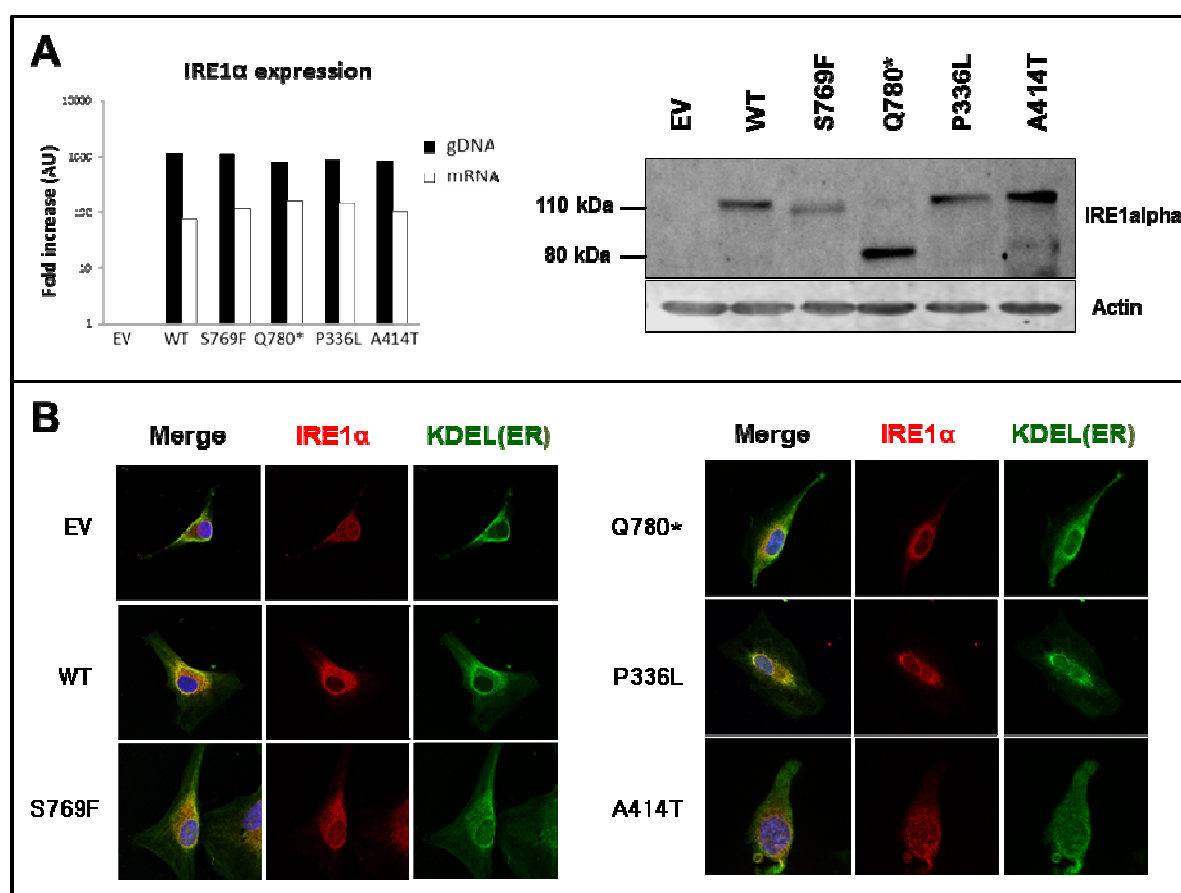 A
IRE1α expression
Fold increase (AU)
10000
1000
100
10
1
EV WT S769F Q780* P336L A414T
gDNA
mRNA
EV WT S769F Q780* P336L A414T
110 kDa
80 kDa
IRE1alpha
Actin
B
Merge IRE1α KDEL(ER)
EV
WT
S769F
Merge IRE1α KDEL(ER)
Q780*
P336L
A414T